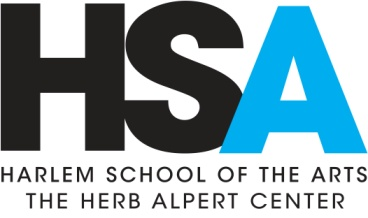 HSA
HARLEM SCHOOL OF THE ARTS
THE HERB ALPERT CENTER